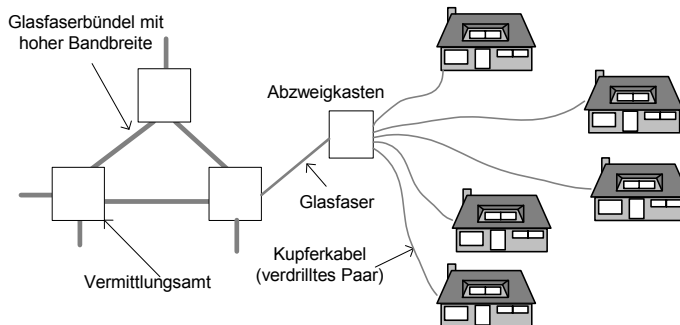 Glasfaserbündel mit
hoher Bandbreite
Abzweigkasten
Glasfaser
Kupferkabel
(verdrilltes Paar)
Vermittlungsamt